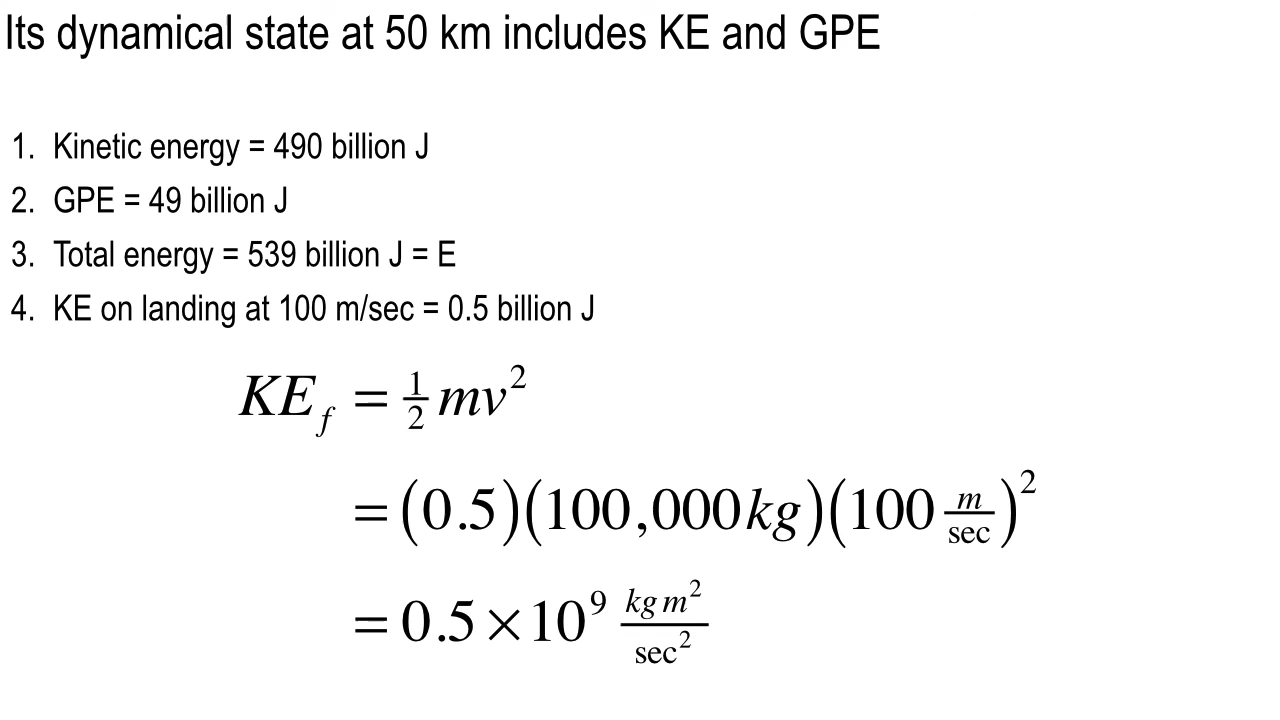 Its dynamical state at 50 km includes KE and GPE
1. Kinetic energy = 490 billion J
2. GPE = 49 billion J
3. Total energy = 539 billion J = E
4. KE on landing at 100 m/sec = 0.5 billion J
KE_f = ½ mv²
= (0.5)(100,000 kg)(100 m/sec)²
= 0.5 × 10⁹ kg m²/sec²